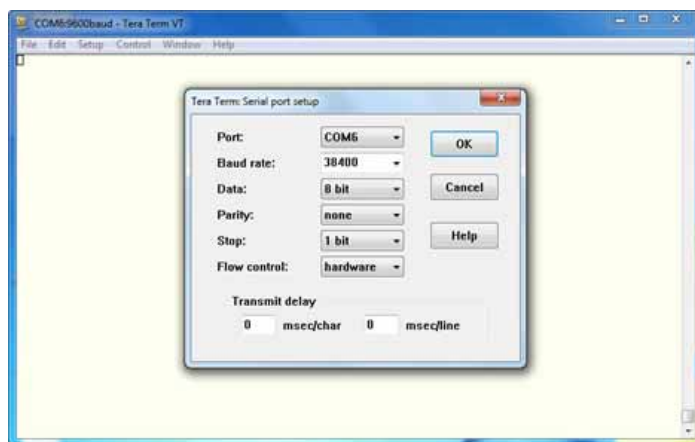 COM6:9600baud - Tera Term VT
File Edit Setup Control Window Help
Tera Term: Serial port setup
Port: COM6 OK
Baud rate: 38400
Data: 8 bit Cancel
Parity: none
Stop: 1 bit Help
Flow control: hardware
Transmit delay
0 msec/char 0 msec/line